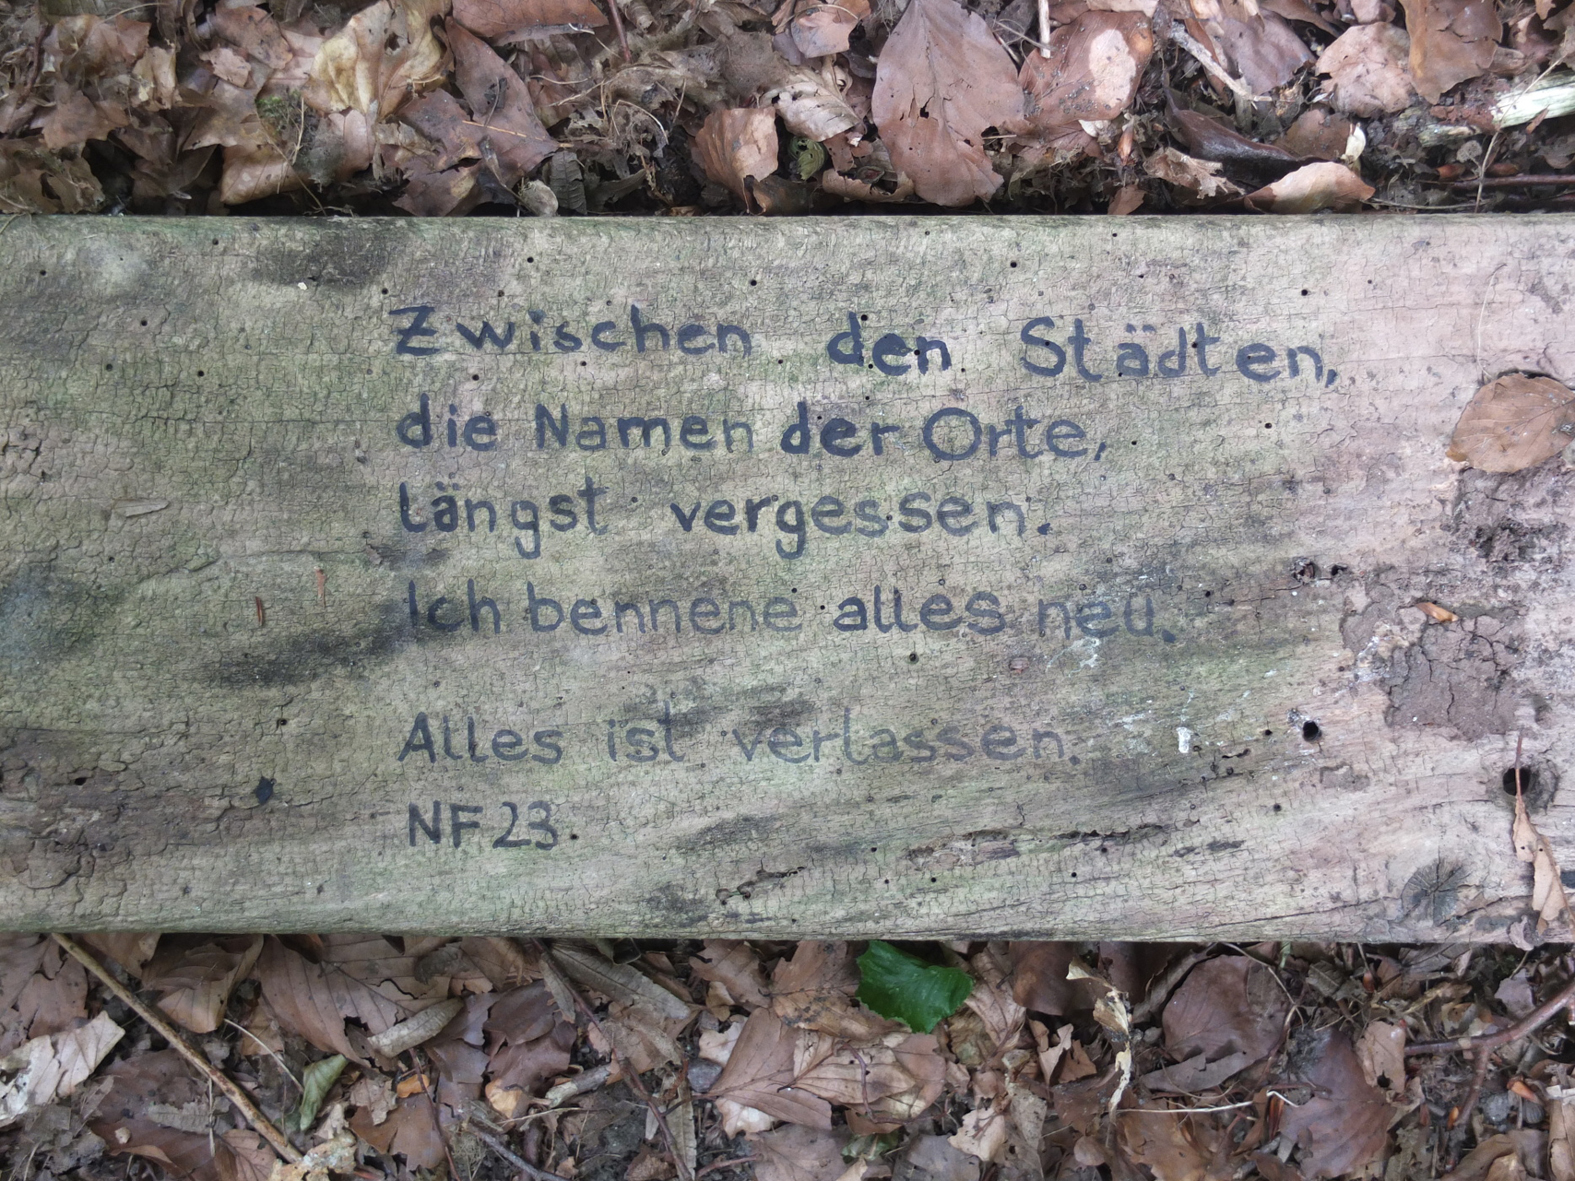 Zwischen den Städten,
die Namen der Orte,
längst vergessen.
Ich bennene alles neu.
Alles ist verlassen.
NF23